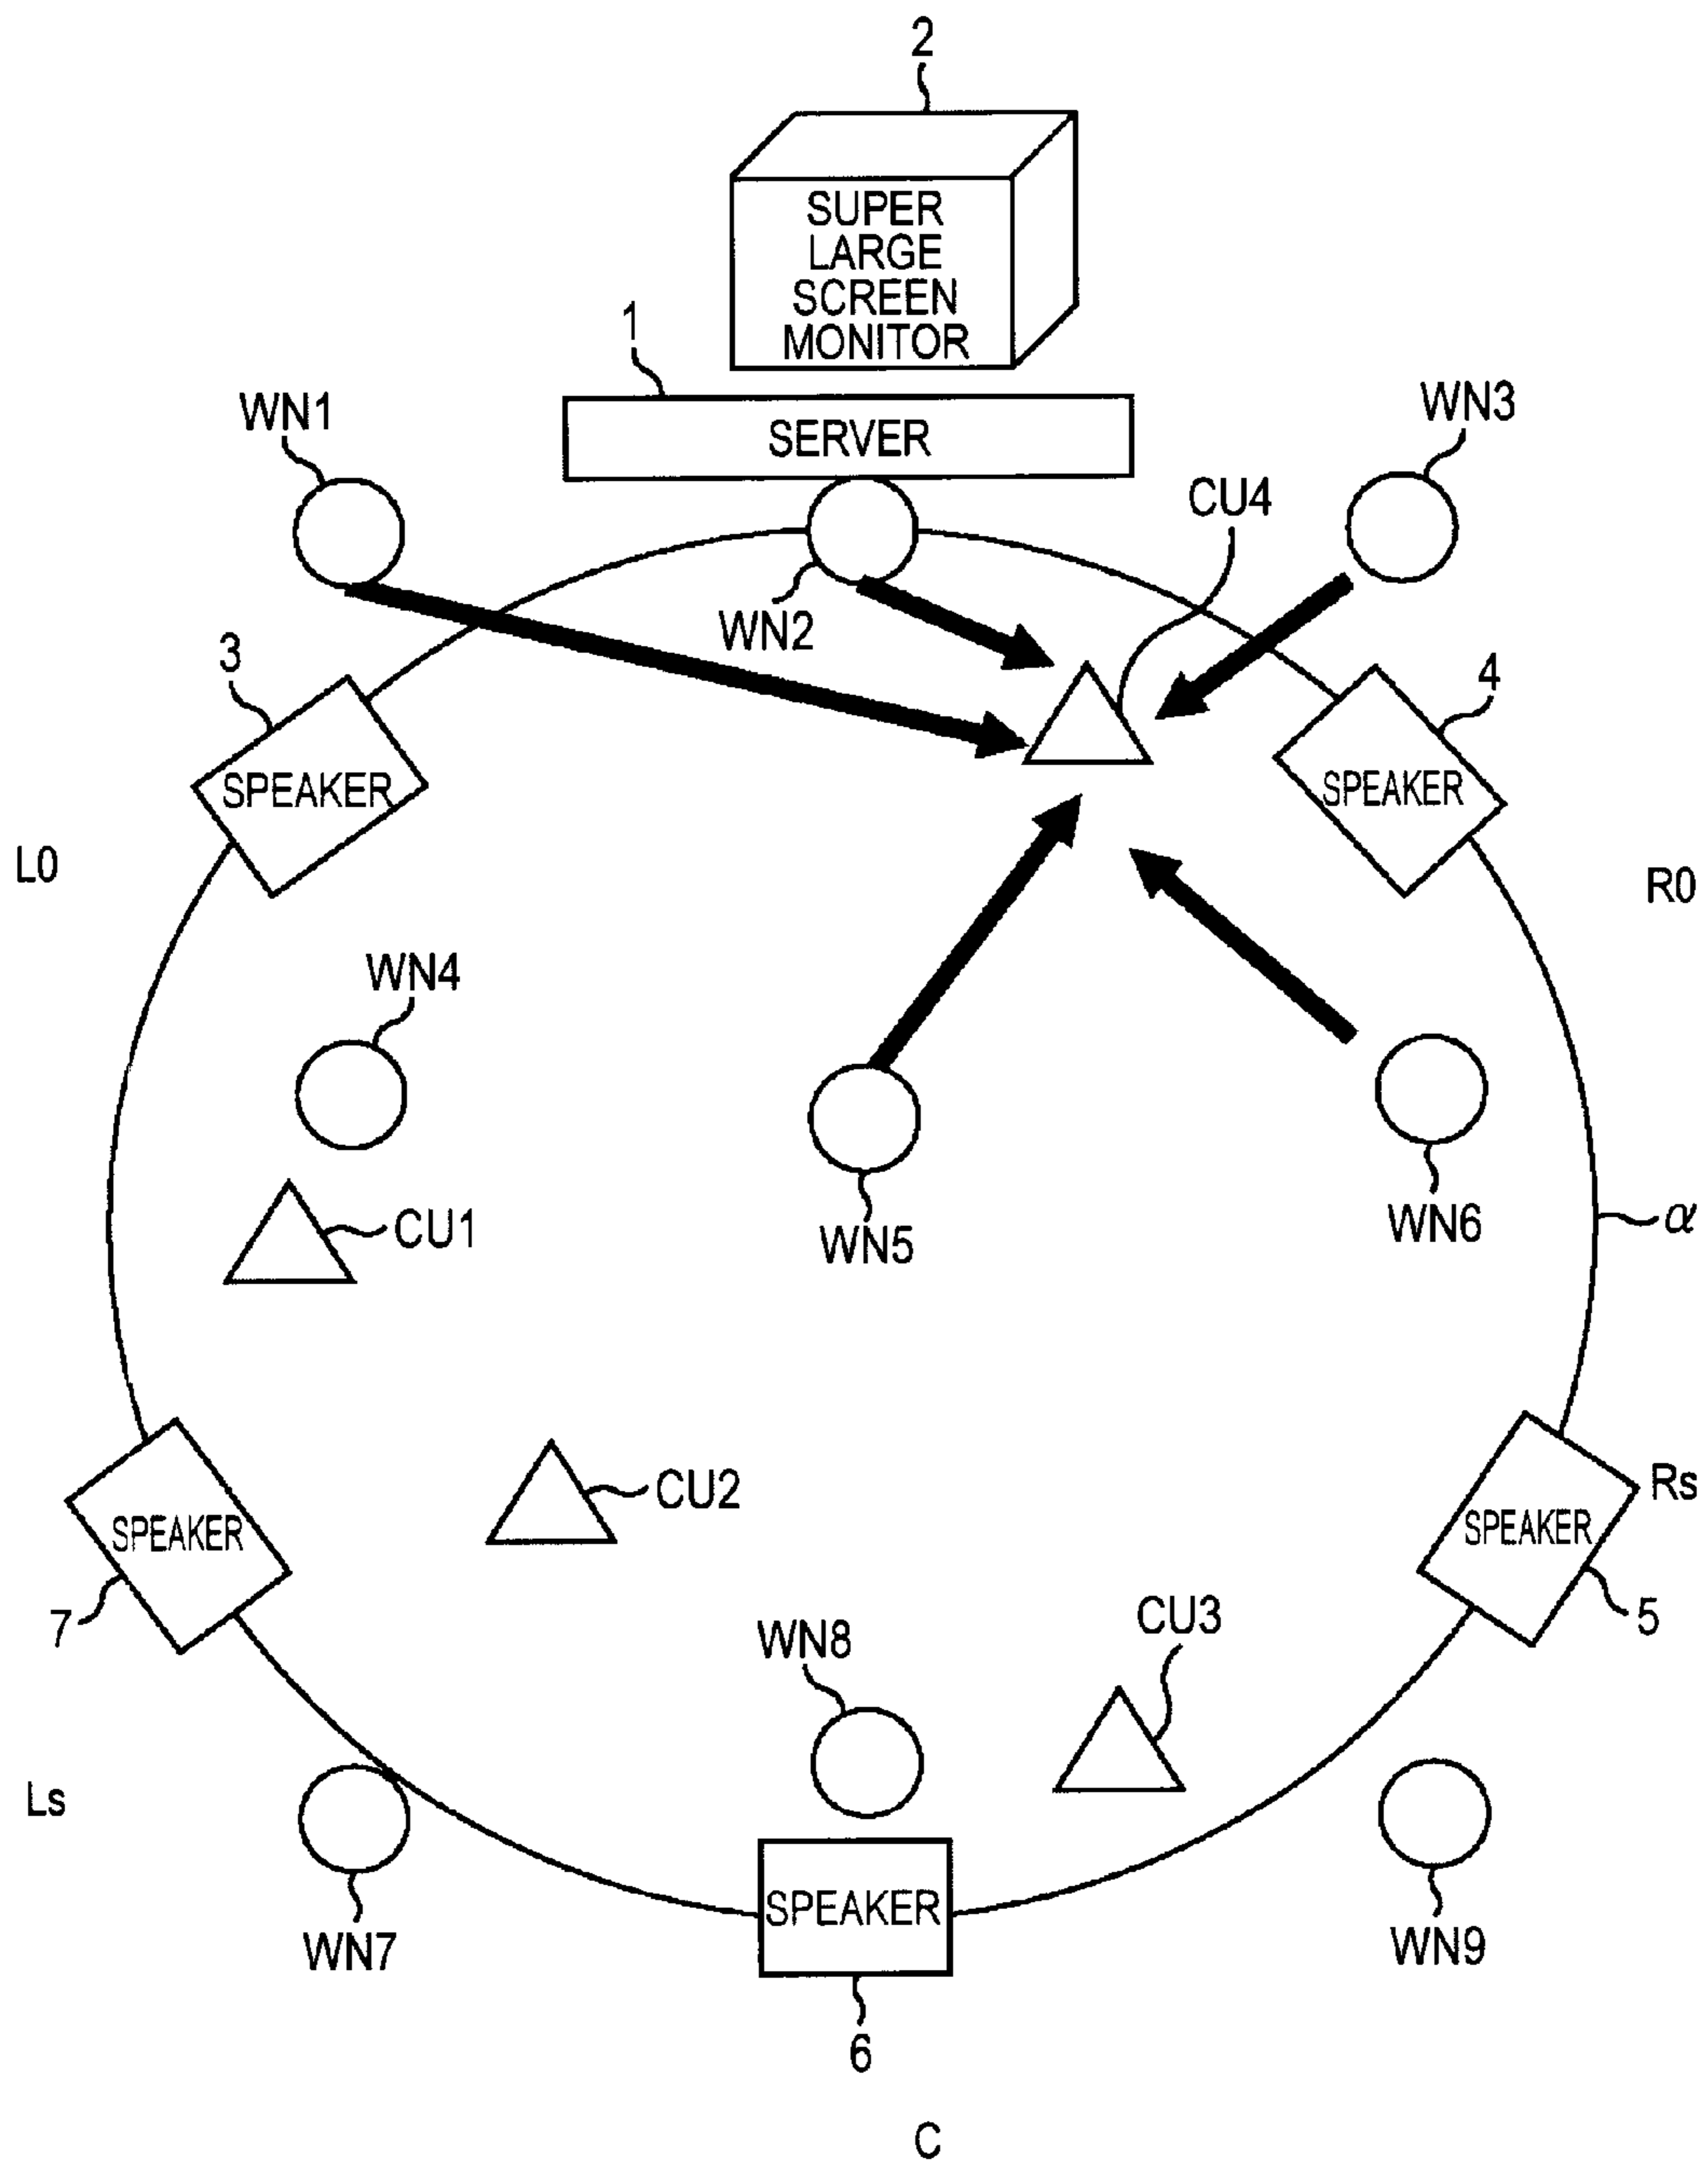 2
SUPER
LARGE
SCREEN
MONITOR
1
SERVER
WN1
WN3
CU4
WN2
3
4
SPEAKER
SPEAKER
L0
R0
WN4
WN5
WN6
α
CU1
CU2
Rs
SPEAKER
SPEAKER
7
5
CU3
WN8
Ls
SPEAKER
WN7
WN9
6
C